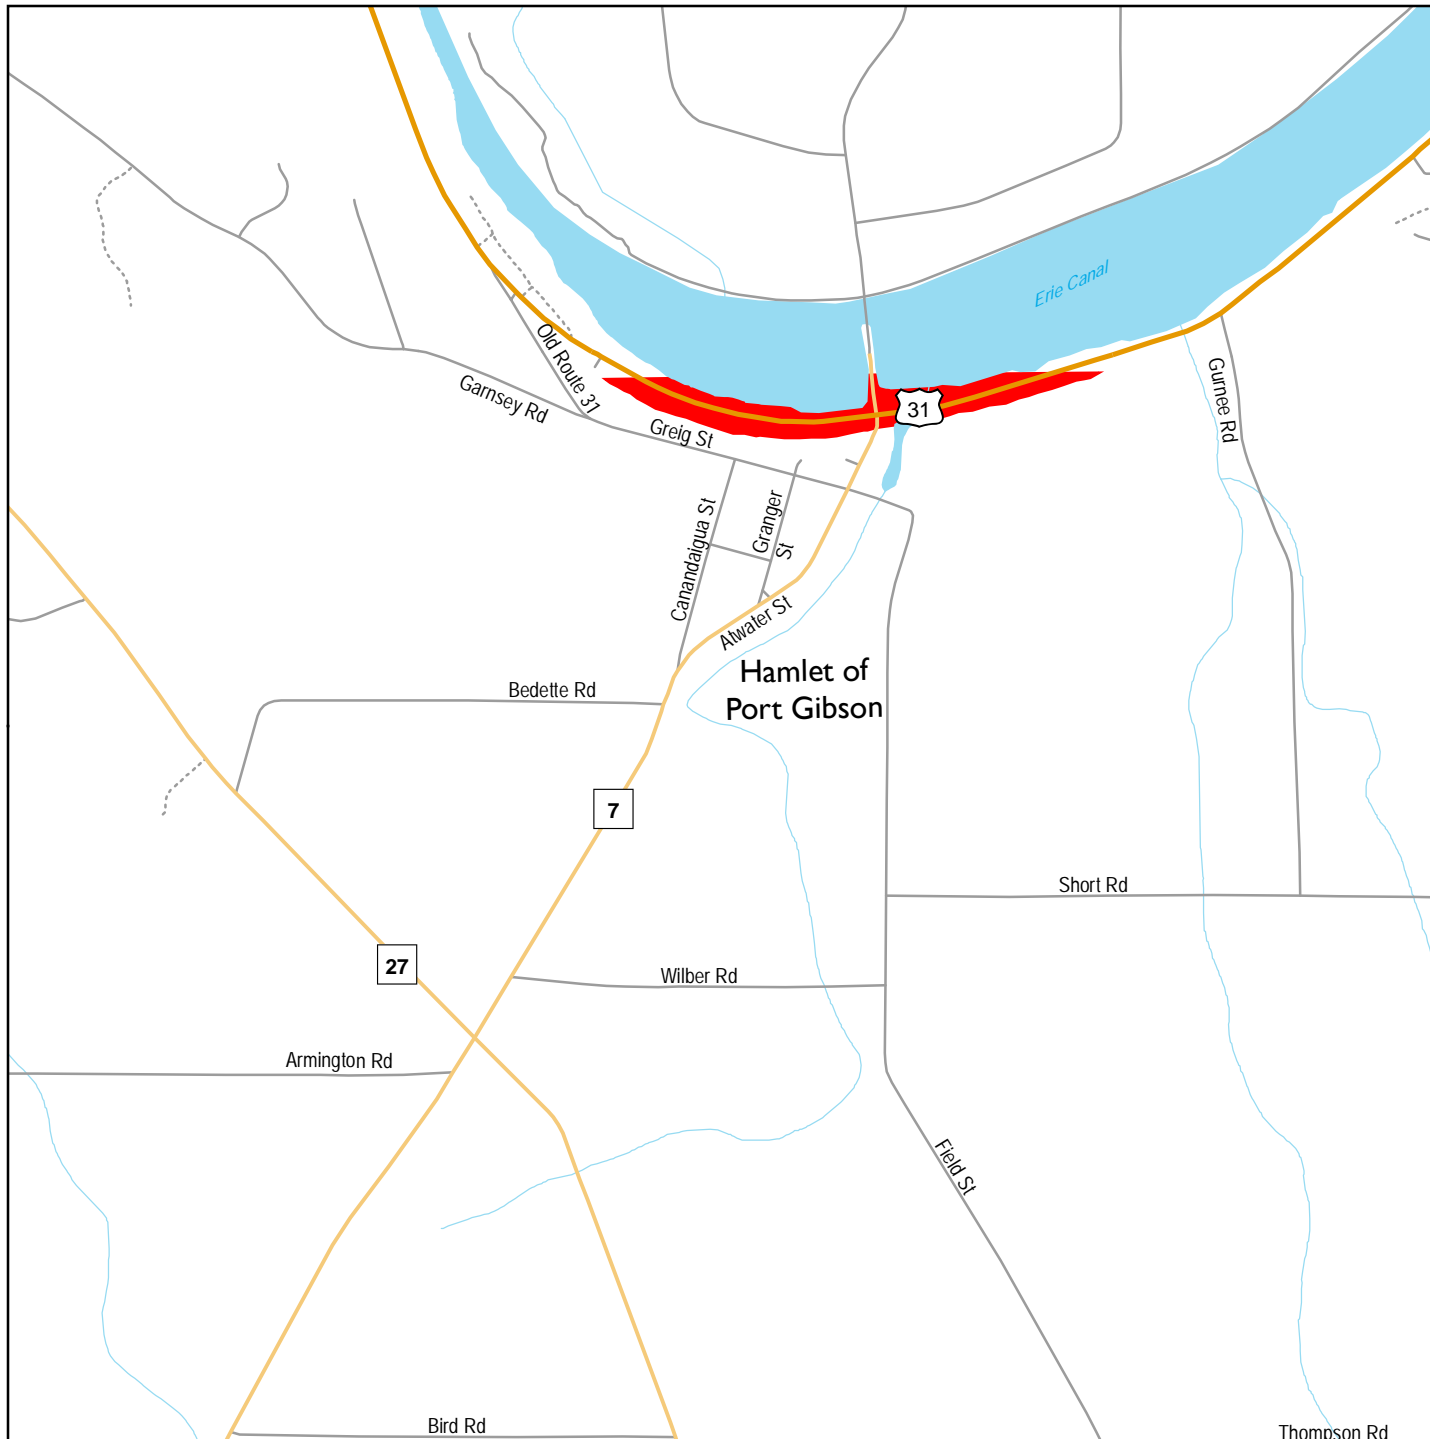 Erie Canal
Old Route 31
Garnsey Rd
Greig St
31
Gurnee Rd
Canandaigua St
Granger
St
Atwater St
Hamlet of
Port Gibson
Bedette Rd
7
Short Rd
27
Wilber Rd
Armington Rd
Field St
Bird Rd
Thompson Rd